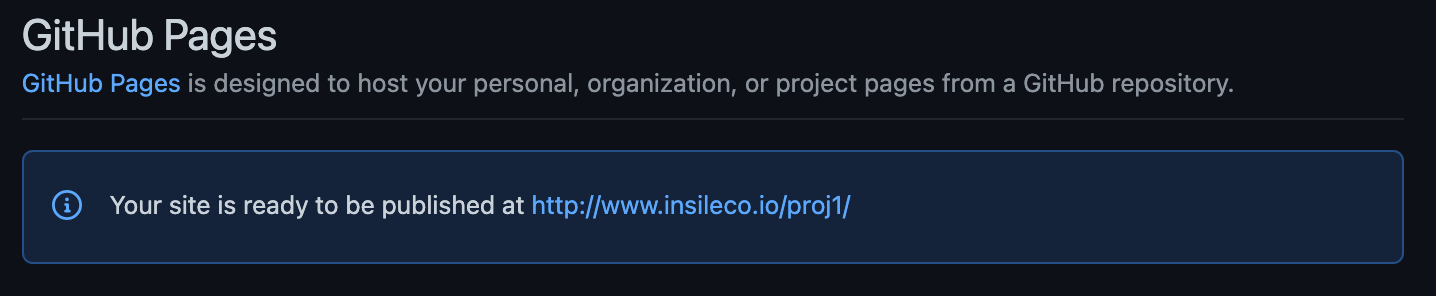 GitHub Pages
GitHub Pages is designed to host your personal, organization, or project pages from a GitHub repository.
Your site is ready to be published at http://www.insileco.io/proj1/